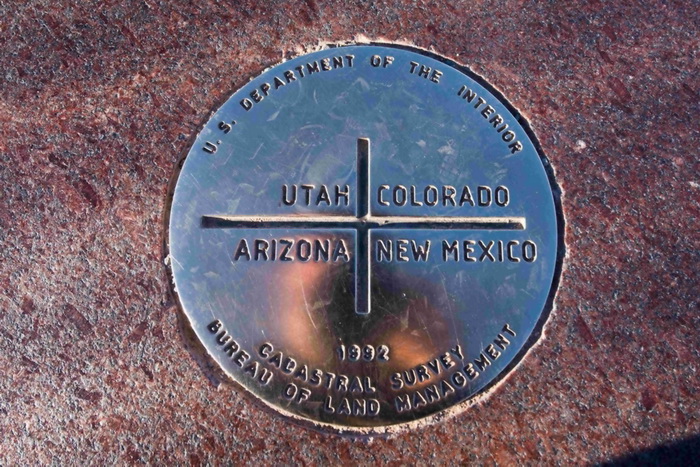 U. S. DEPARTMENT OF THE INTERIOR
UTAH COLORADO
ARIZONA NEW MEXICO
1992
CADASTRAL SURVEY
BUREAU OF LAND MANAGEMENT